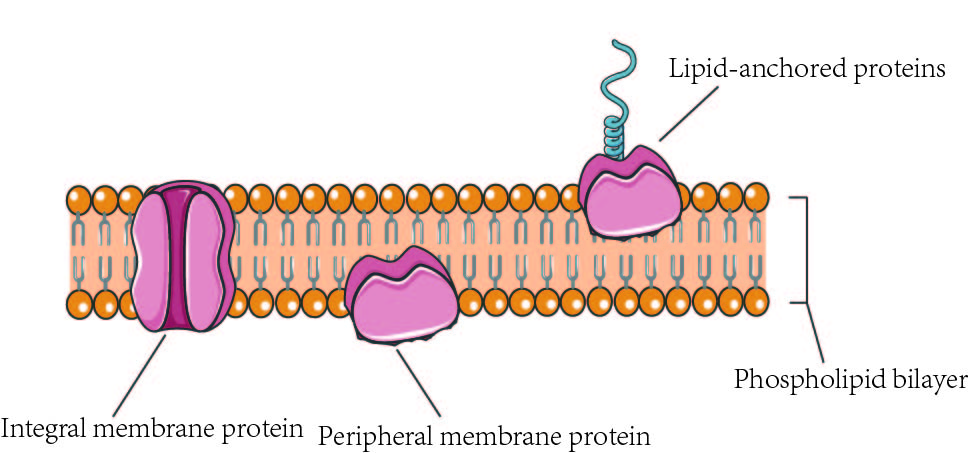 Lipid-anchored proteins
Phospholipid bilayer
Integral membrane protein
Peripheral membrane protein